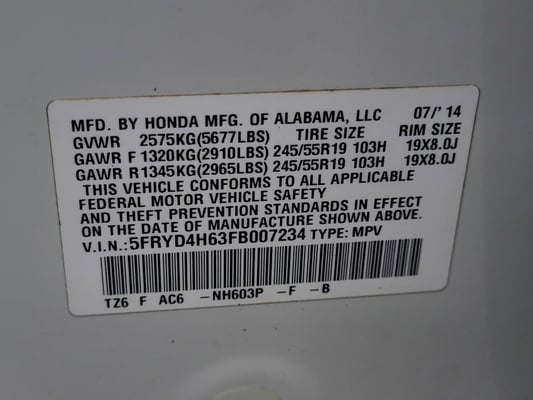 MFD. BY HONDA MFG. OF ALABAMA, LLC 07/'14
GVWR 2575KG(5677LBS) TIRE SIZE RIM SIZE
GAWR F 1320KG(2910LBS) 245/55R19 103H 19X8.0J
GAWR R 1345KG(2965LBS) 245/55R19 103H 19X8.0J
THIS VEHICLE CONFORMS TO ALL APPLICABLE
FEDERAL MOTOR VEHICLE SAFETY
AND THEFT PREVENTION STANDARDS IN EFFECT
ON THE DATE OF MANUFACTURE SHOWN ABOVE.
V.I.N.:5FRYD4H63FB007234 TYPE: MPV
TZ6 F AC6 -NH603P -F -B